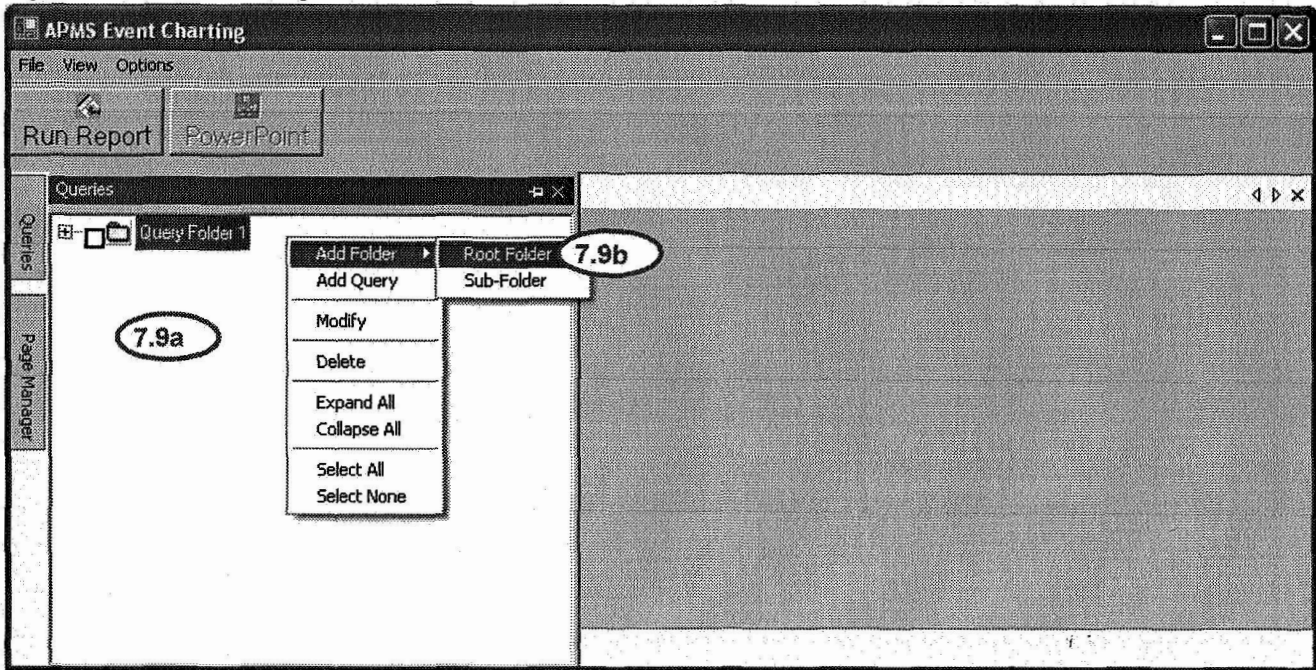 APMS Event Charting
File View Options
Run Report PowerPoint
Queries
Queries
Page Manager
Query Folder 1
7.9a
Add Folder
Add Query
Modify
Delete
Expand All
Collapse All
Select All
Select None
Root Folder
Sub-Folder
7.9b